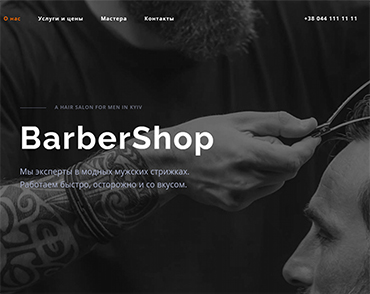 О нас Услуги и цены Мастера Контакты +38 044 111 11 11
A HAIR SALON FOR MEN IN KYIV
BarberShop
Мы эксперты в модных мужских стрижках.
Работаем быстро, осторожно и со вкусом.